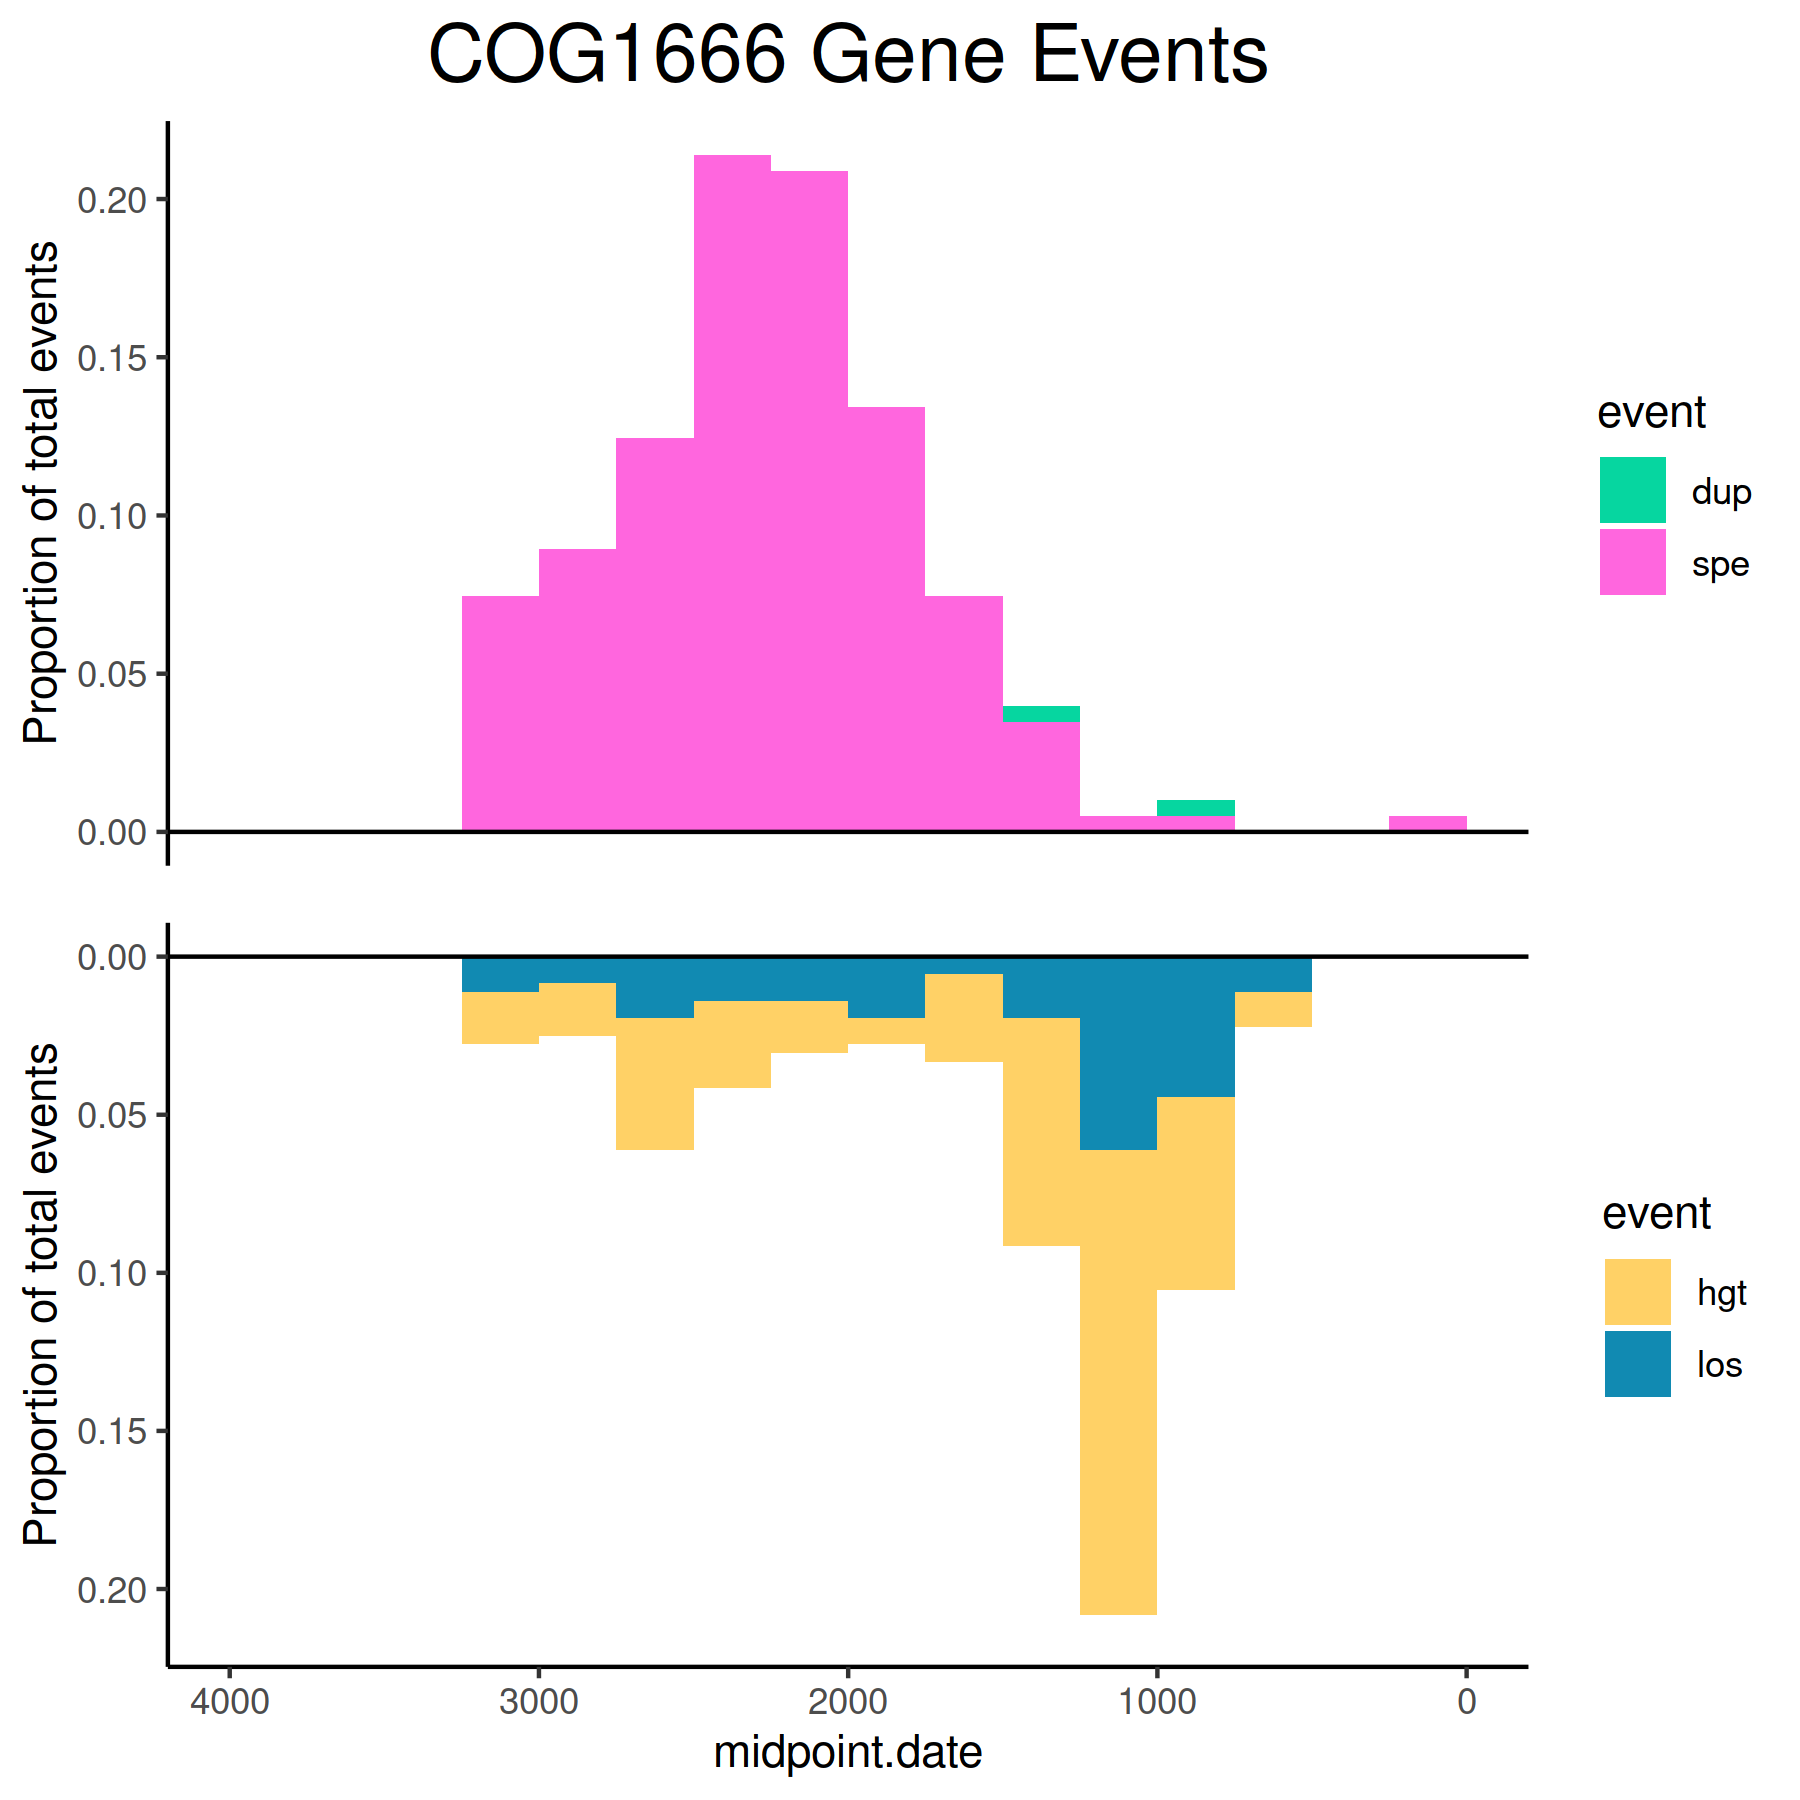 COG1666 Gene Events
Proportion of total events
0.20
0.15
0.10
0.05
0.00
event
dup
spe
Proportion of total events
0.00
0.05
0.10
0.15
0.20
event
hgt
los
4000 3000 2000 1000 0
midpoint.date